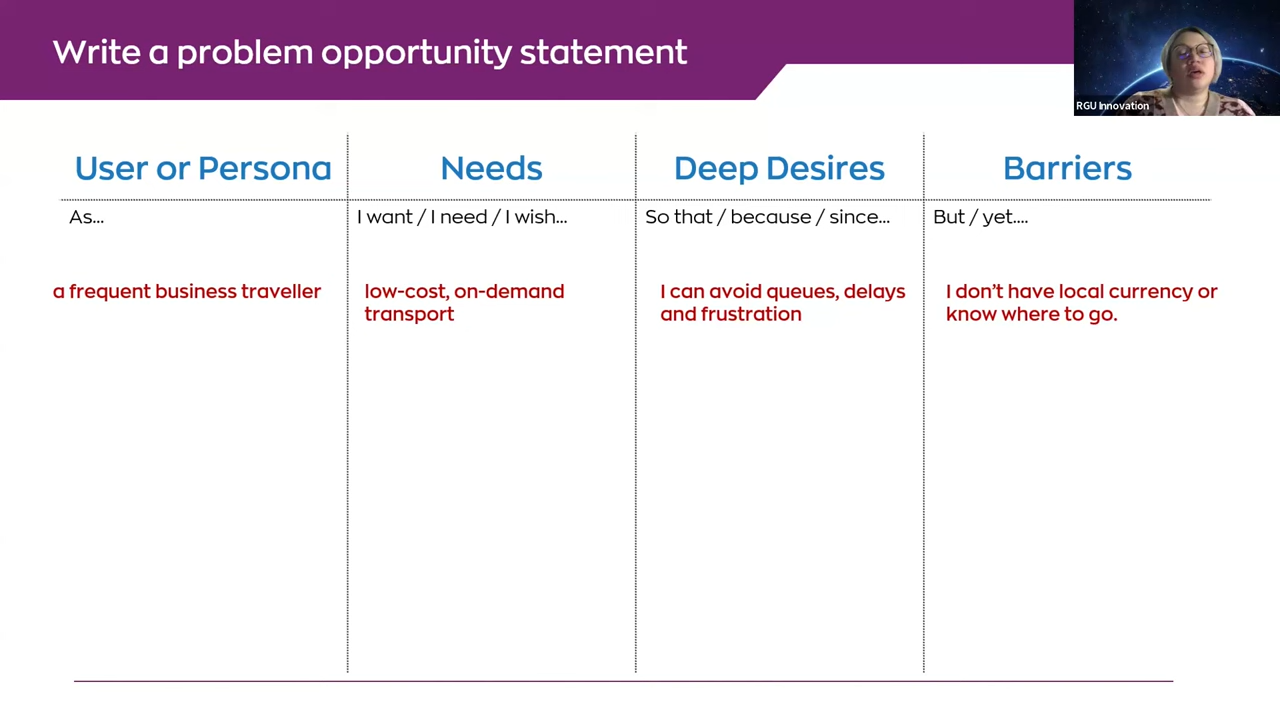 Write a problem opportunity statement
RGU Innovation
User or Persona
Needs
Deep Desires
Barriers
As...
I want / I need / I wish...
So that / because / since...
But / yet....
a frequent business traveller
low-cost, on-demand
transport
I can avoid queues, delays
and frustration
I don’t have local currency or
know where to go.